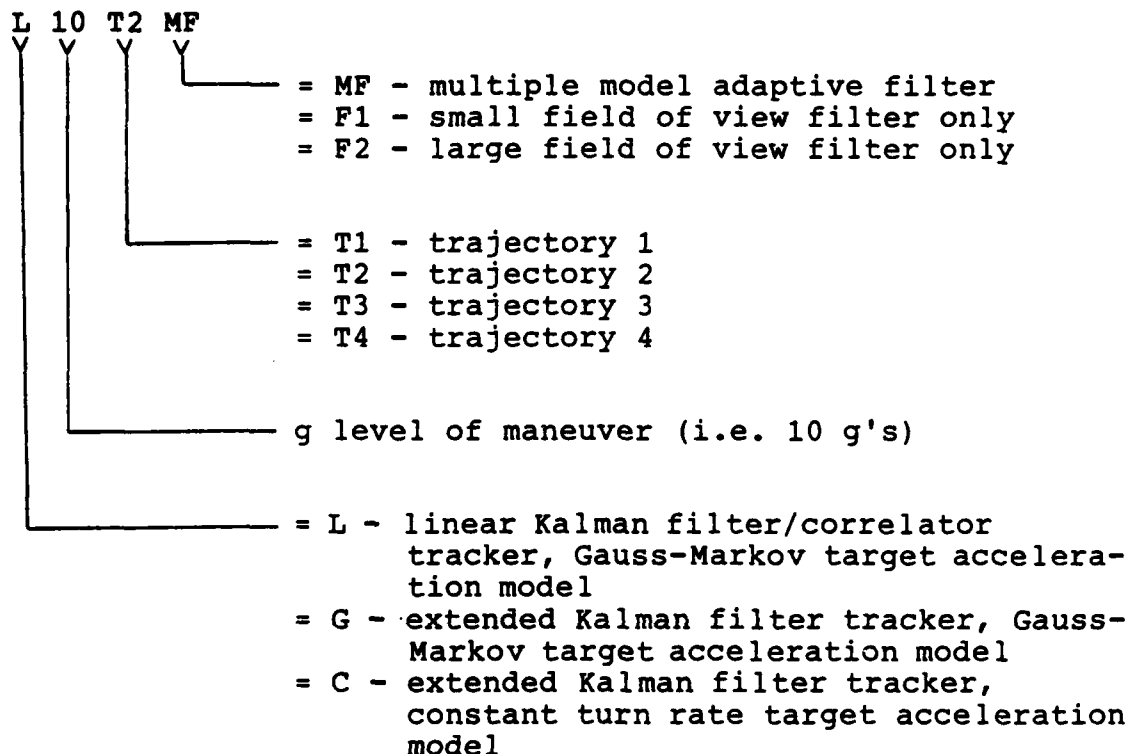 L 10 T2 MF
= MF - multiple model adaptive filter
= F1 - small field of view filter only
= F2 - large field of view filter only
= T1 - trajectory 1
= T2 - trajectory 2
= T3 - trajectory 3
= T4 - trajectory 4
g level of maneuver (i.e. 10 g's)
= L - linear Kalman filter/correlator
tracker, Gauss-Markov target accelera-
tion model
= G - extended Kalman filter tracker, Gauss-
Markov target acceleration model
= C - extended Kalman filter tracker,
constant turn rate target acceleration
model